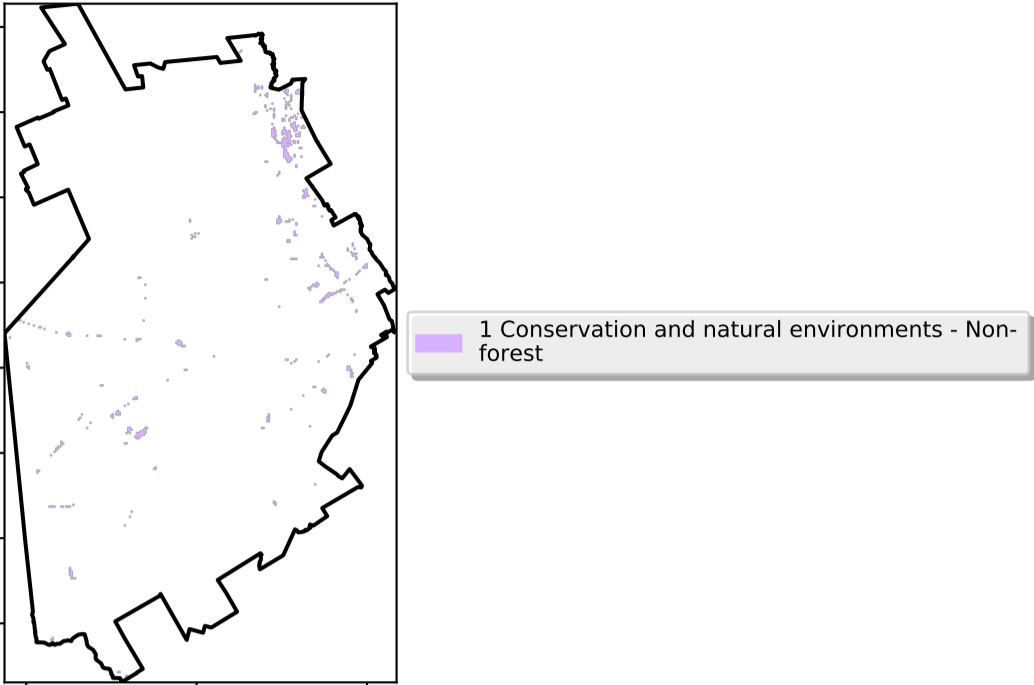 1 Conservation and natural environments - Non-
forest